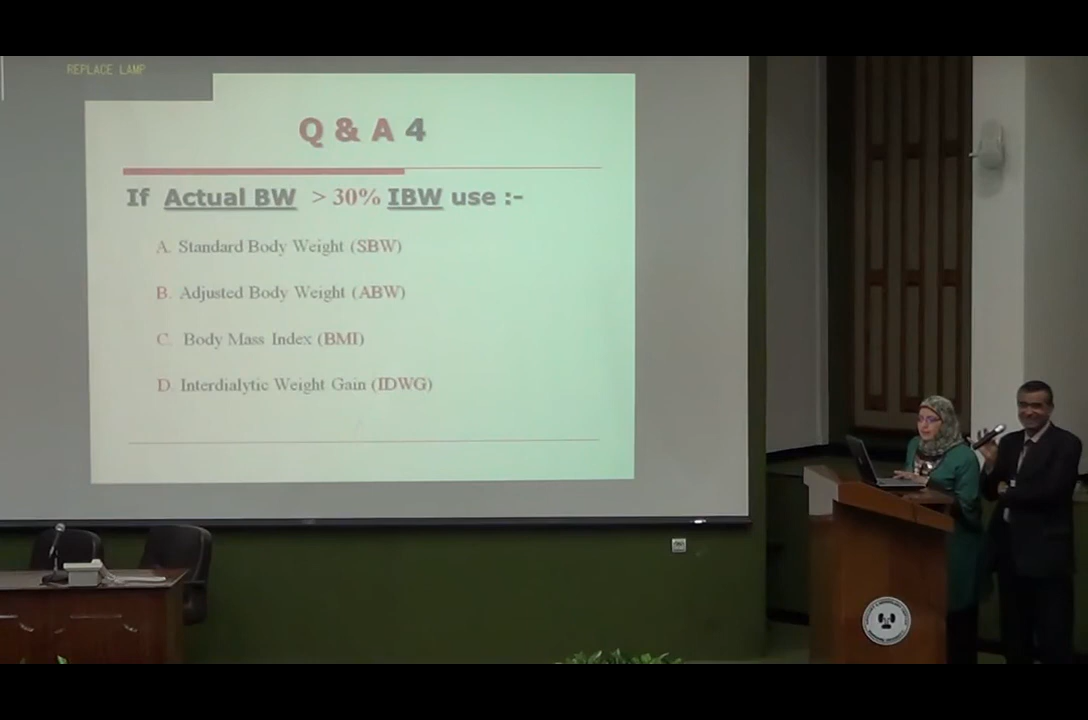 REPLACE LAMP
Q & A 4
If Actual BW > 30% IBW use :-
A. Standard Body Weight (SBW)
B. Adjusted Body Weight (ABW)
C. Body Mass Index (BMI)
D. Interdialytic Weight Gain (IDWG)